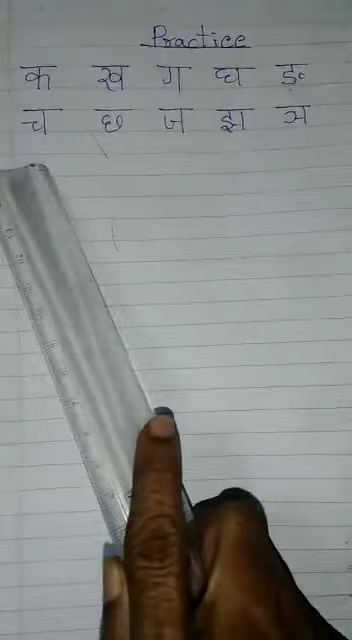 Practice
क ख ग घ ङ
च छ ज झ ञ